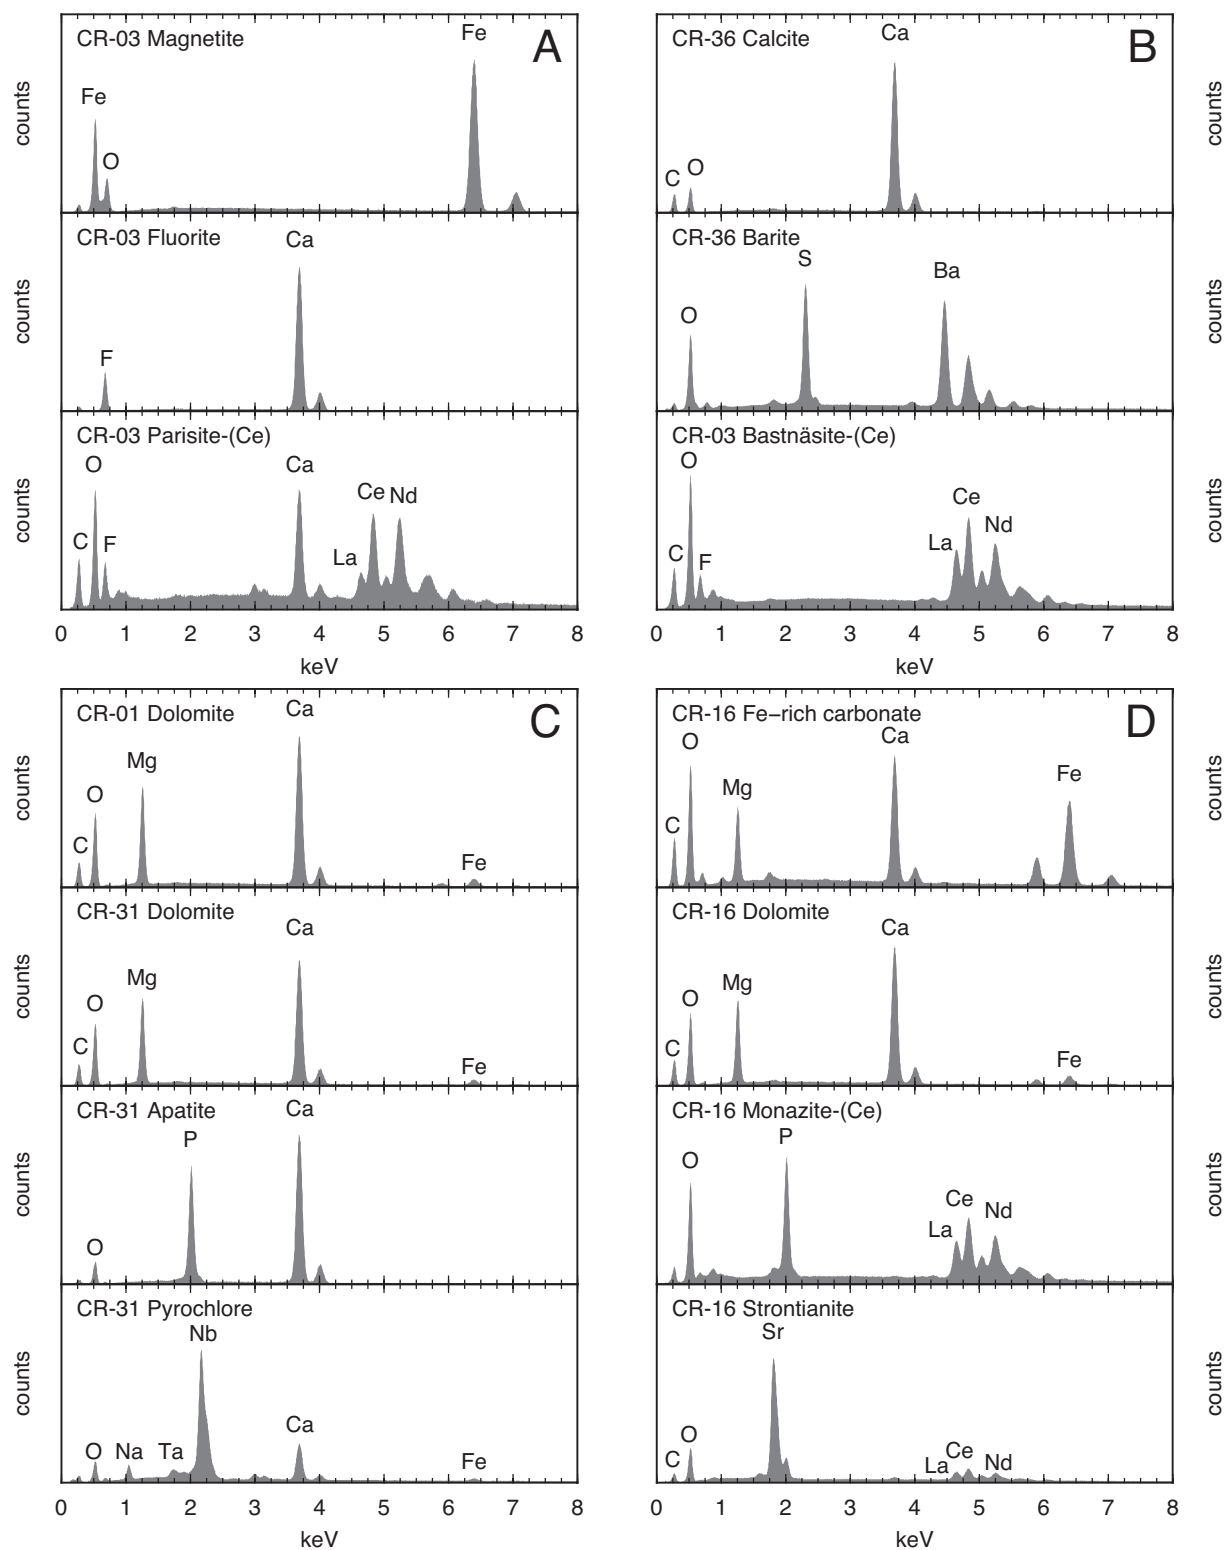 CR-03 Magnetite
A
Fe
Fe
O
counts
CR-03 Fluorite
Ca
F
counts
CR-03 Parisite-(Ce)
O
Ca
Ce Nd
C
F
La
counts
0 1 2 3 4 5 6 7 8
keV
CR-36 Calcite
B
Ca
C
O
counts
CR-36 Barite
S
Ba
O
counts
CR-03 Bastnäsite-(Ce)
O
Ce
Nd
La
C
F
counts
0 1 2 3 4 5 6 7 8
keV
CR-01 Dolomite
C
Ca
Mg
O
C
Fe
counts
CR-31 Dolomite
Ca
Mg
O
C
Fe
counts
CR-31 Apatite
Ca
P
O
counts
CR-31 Pyrochlore
Nb
Ca
O Na Ta
Fe
counts
0 1 2 3 4 5 6 7 8
keV
CR-16 Fe–rich carbonate
D
Ca
O
Fe
Mg
C
counts
CR-16 Dolomite
Ca
Mg
O
C
Fe
counts
CR-16 Monazite-(Ce)
P
O
Ce
Nd
La
counts
CR-16 Strontianite
Sr
O
C
Ce
La
Nd
counts
0 1 2 3 4 5 6 7 8
keV